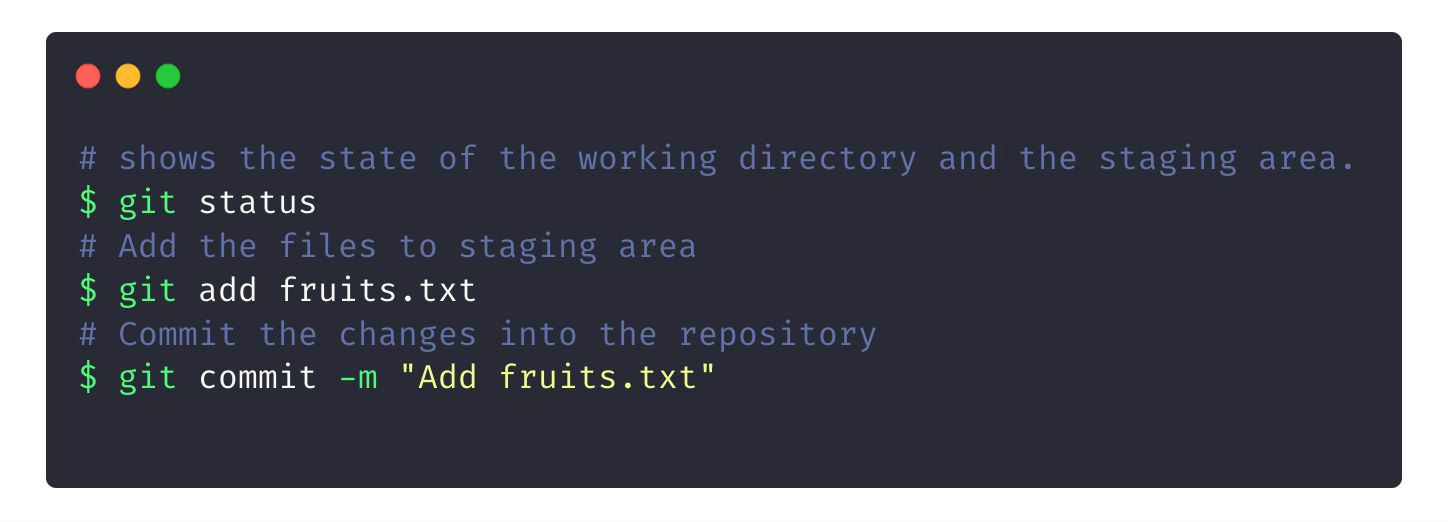 # shows the state of the working directory and the staging area.
$ git status
# Add the files to staging area
$ git add fruits.txt
# Commit the changes into the repository
$ git commit -m "Add fruits.txt"